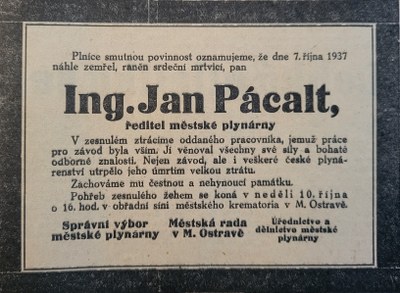 Plníce smutnou povinnost oznamujeme, že dne 7. října 1937
náhle zemřel, raněn srdeční mrtvicí, pan
Ing. Jan Pácalt,
ředitel městské plynárny
V zesnulém ztrácíme oddaného pracovníka, jemuž práce
pro závod byla vším. Jí věnoval všechny své síly a bohaté
odborné znalosti. Nejen závod, ale i veškeré české plyná-
renství utrpělo jeho úmrtím velkou ztrátu.
Zachováme mu čestnou a nehynoucí památku.
Pohřeb zesnulého žehem se koná v neděli 10. října
o 16. hod. v obřadní síni městského krematoria v M. Ostravě.
Správní výbor
městské plynárny
Městská rada
v M. Ostravě
Úřednictvo a
dělnictvo městské
plynárny